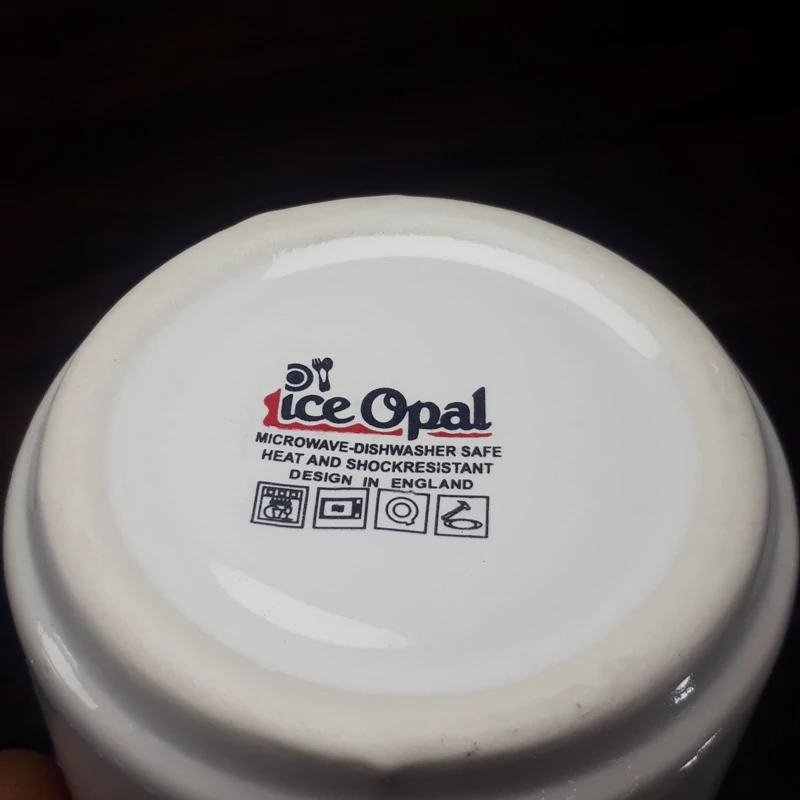 ice Opal
MICROWAVE-DISHWASHER SAFE
HEAT AND SHOCKRESISTANT
DESIGN IN ENGLAND